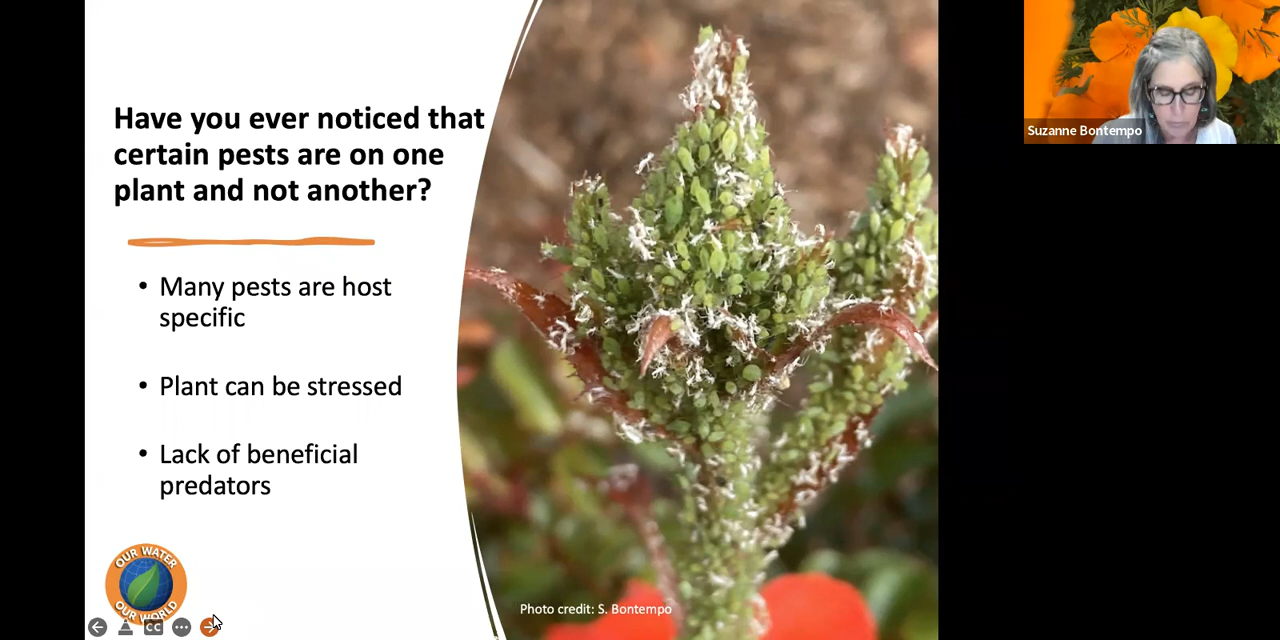 Have you ever noticed that
certain pests are on one
plant and not another?
• Many pests are host
specific
• Plant can be stressed
• Lack of beneficial
predators
OUR WATER
OUR WORLD
CC
Photo credit: S. Bontempo
Suzanne Bontempo